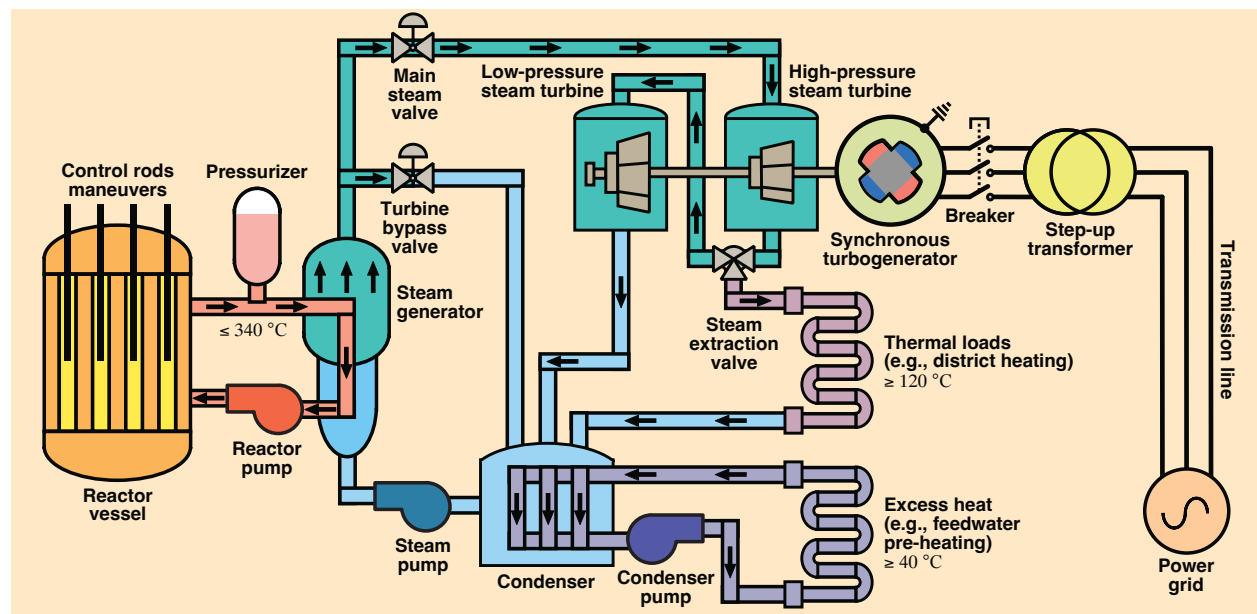 Main
steam
valve
Low-pressure
steam turbine
High-pressure
steam turbine
Control rods
maneuvers
Pressurizer
Turbine
bypass
valve
Breaker
Synchronous
turbogenerator
Step-up
transformer
Steam
generator
≤ 340 °C
Steam
extraction
valve
Thermal loads
(e.g., district heating)
≥ 120 °C
Transmission line
Reactor
pump
Reactor
vessel
Steam
pump
Condenser
Condenser
pump
Excess heat
(e.g., feedwater
pre-heating)
≥ 40 °C
Power
grid